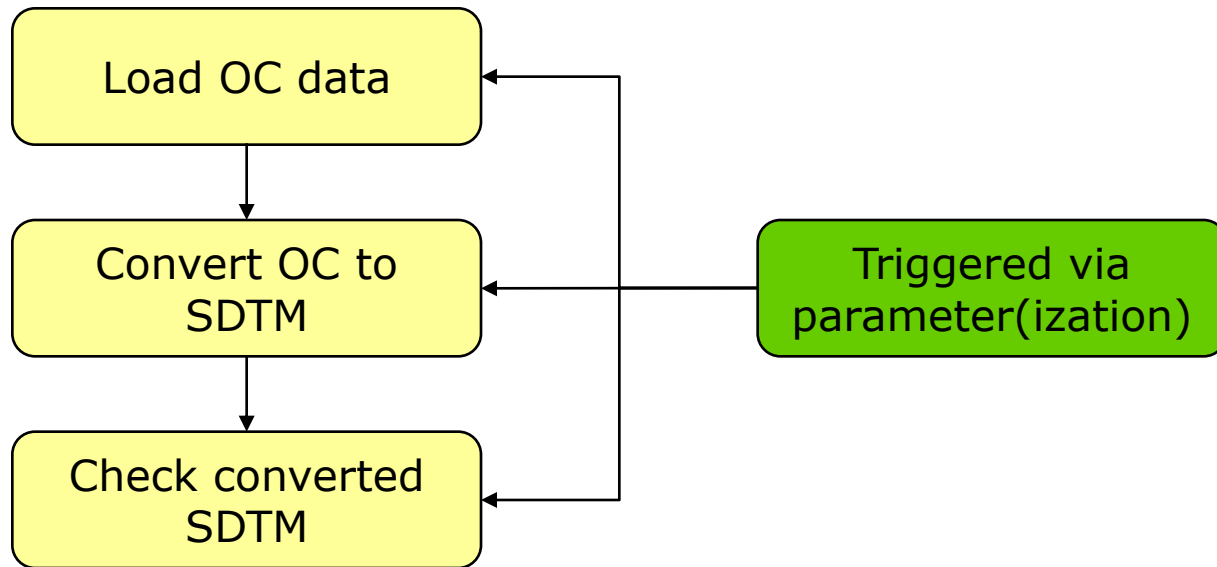 Load OC data
Convert OC to
SDTM
Triggered via
parameter(ization)
Check converted
SDTM